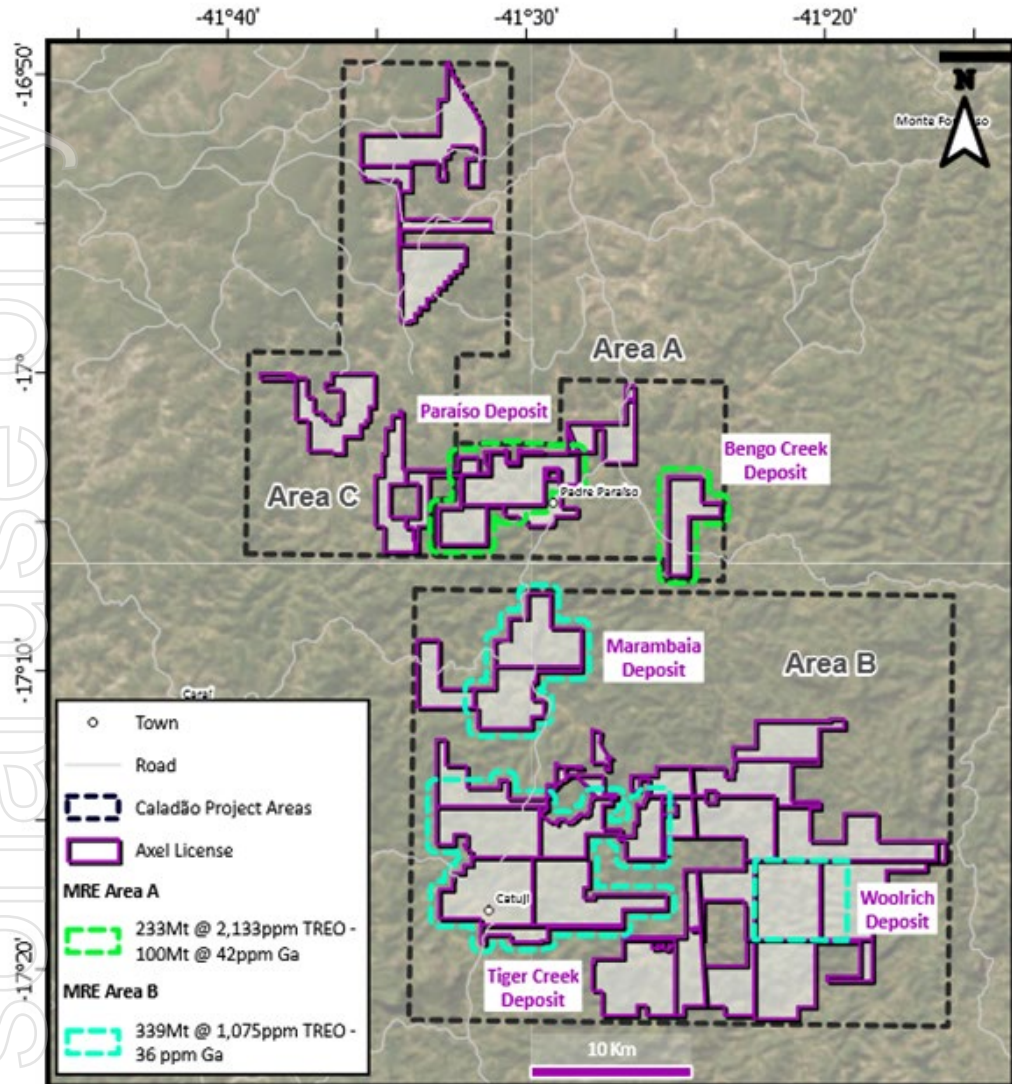 -41°40'
-41°30'
-41°20'
-16°50'
N
-17°
Area A
Paraíso Deposit
Bengo Creek
Deposit
Area C
Padre Paraíso
Marambaia
Deposit
Area B
-17°10'
Caraí
Town
Road
Caladão Project Areas
Axel License
MRE Area A
233Mt @ 2,133ppm TREO -
100Mt @ 42ppm Ga
MRE Area B
339Mt @ 1,075ppm TREO -
36 ppm Ga
Catuji
Woolrich
Deposit
Tiger Creek
Deposit
-17°20'
10 Km